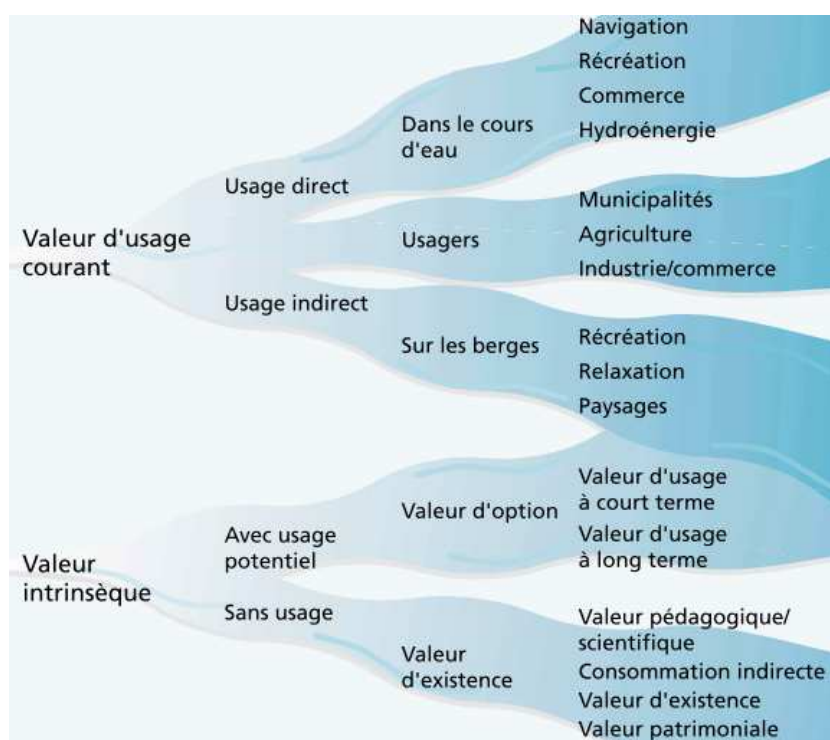 Navigation
Récréation
Commerce
Hydroénergie
Dans le cours
d'eau
Usage direct
Municipalités
Agriculture
Industrie/commerce
Usagers
Valeur d'usage
courant
Usage indirect
Sur les berges
Récréation
Relaxation
Paysages
Valeur d'usage
à court terme
Valeur d'option
Valeur d'usage
à long terme
Avec usage
potentiel
Valeur
intrinsèque
Sans usage
Valeur pédagogique/
scientifique
Valeur
d'existence
Consommation indirecte
Valeur d'existence
Valeur patrimoniale